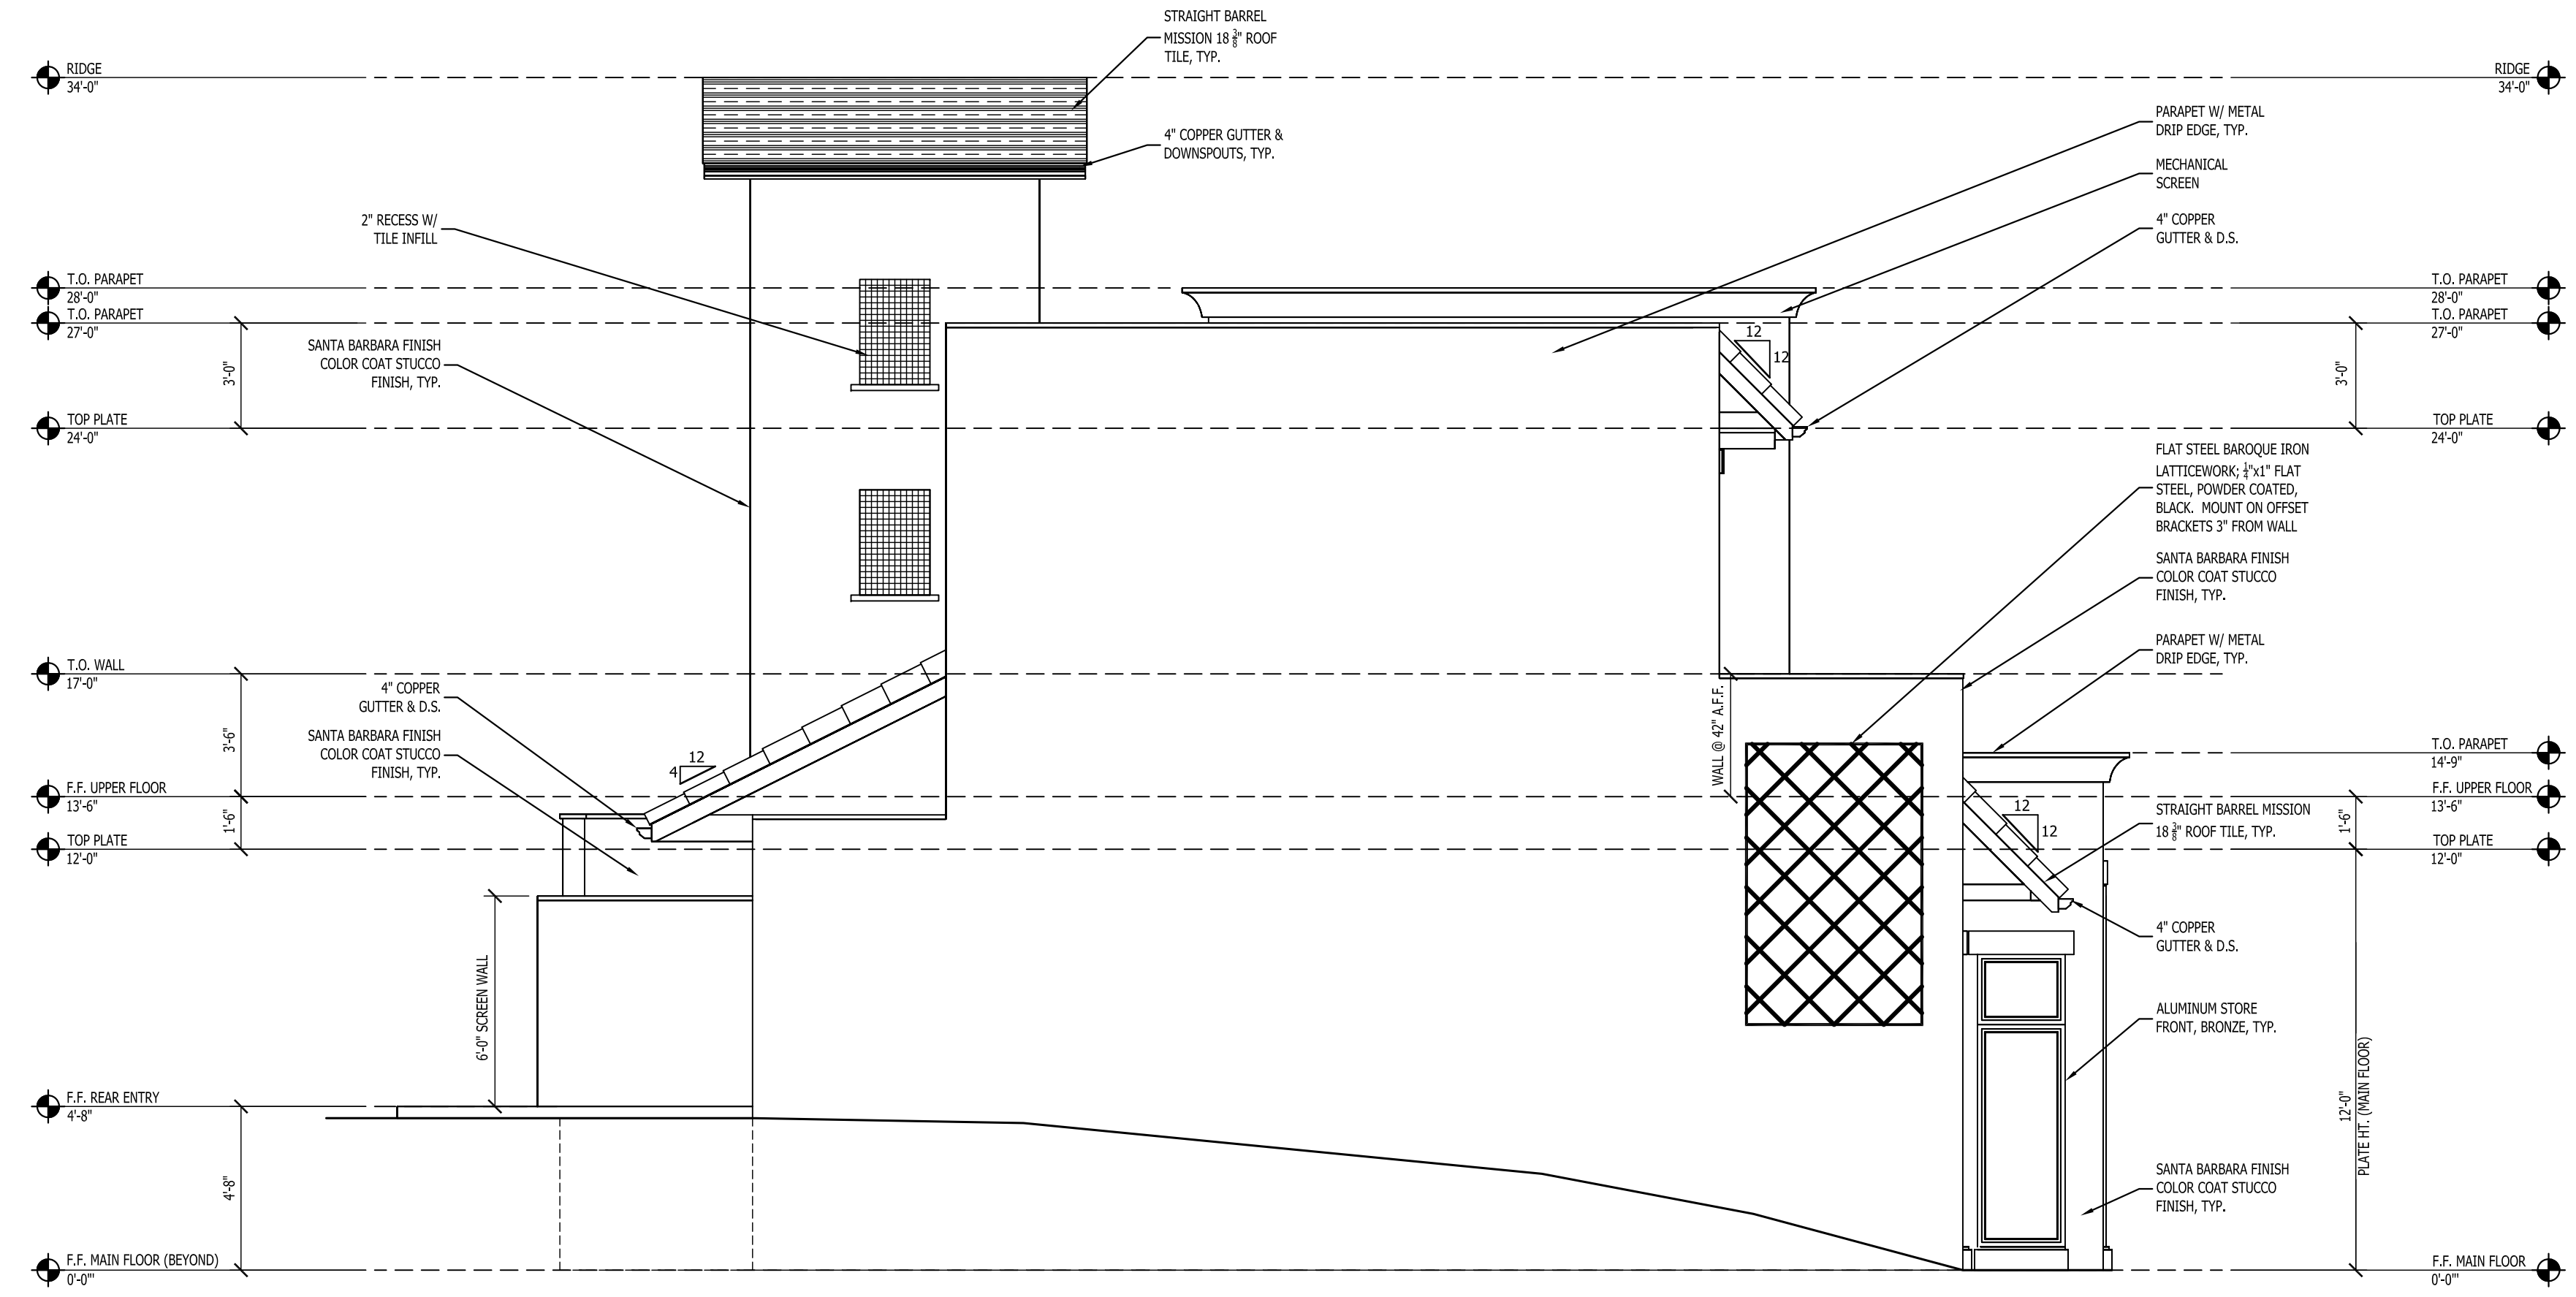 STRAIGHT BARREL
MISSION 18 3/8" ROOF
TILE, TYP.
RIDGE
34'-0"
RIDGE
34'-0"
PARAPET W/ METAL
DRIP EDGE, TYP.
4" COPPER GUTTER &
DOWNSPOUTS, TYP.
MECHANICAL
SCREEN
2" RECESS W/
TILE INFILL
4" COPPER
GUTTER & D.S.
T.O. PARAPET
28'-0"
T.O. PARAPET
27'-0"
T.O. PARAPET
28'-0"
T.O. PARAPET
27'-0"
12
12
SANTA BARBARA FINISH
COLOR COAT STUCCO
FINISH, TYP.
3'-0"
3'-0"
TOP PLATE
24'-0"
TOP PLATE
24'-0"
FLAT STEEL BAROQUE IRON
LATTICEWORK; 1/4"x1" FLAT
STEEL, POWDER COATED,
BLACK. MOUNT ON OFFSET
BRACKETS 3" FROM WALL
SANTA BARBARA FINISH
COLOR COAT STUCCO
FINISH, TYP.
PARAPET W/ METAL
DRIP EDGE, TYP.
T.O. WALL
17'-0"
4" COPPER
GUTTER & D.S.
SANTA BARBARA FINISH
COLOR COAT STUCCO
FINISH, TYP.
3'-6"
12
4
WALL @ 42" A.F.F.
T.O. PARAPET
14'-9"
F.F. UPPER FLOOR
13'-6"
F.F. UPPER FLOOR
13'-6"
12
12
STRAIGHT BARREL MISSION
18 3/8" ROOF TILE, TYP.
1'-6"
1'-6"
TOP PLATE
12'-0"
TOP PLATE
12'-0"
4" COPPER
GUTTER & D.S.
6'-0" SCREEN WALL
ALUMINUM STORE
FRONT, BRONZE, TYP.
F.F. REAR ENTRY
4'-8"
12'-0"
PLATE HT. (MAIN FLOOR)
4'-8"
SANTA BARBARA FINISH
COLOR COAT STUCCO
FINISH, TYP.
F.F. MAIN FLOOR (BEYOND)
0'-0"'
F.F. MAIN FLOOR
0'-0"'